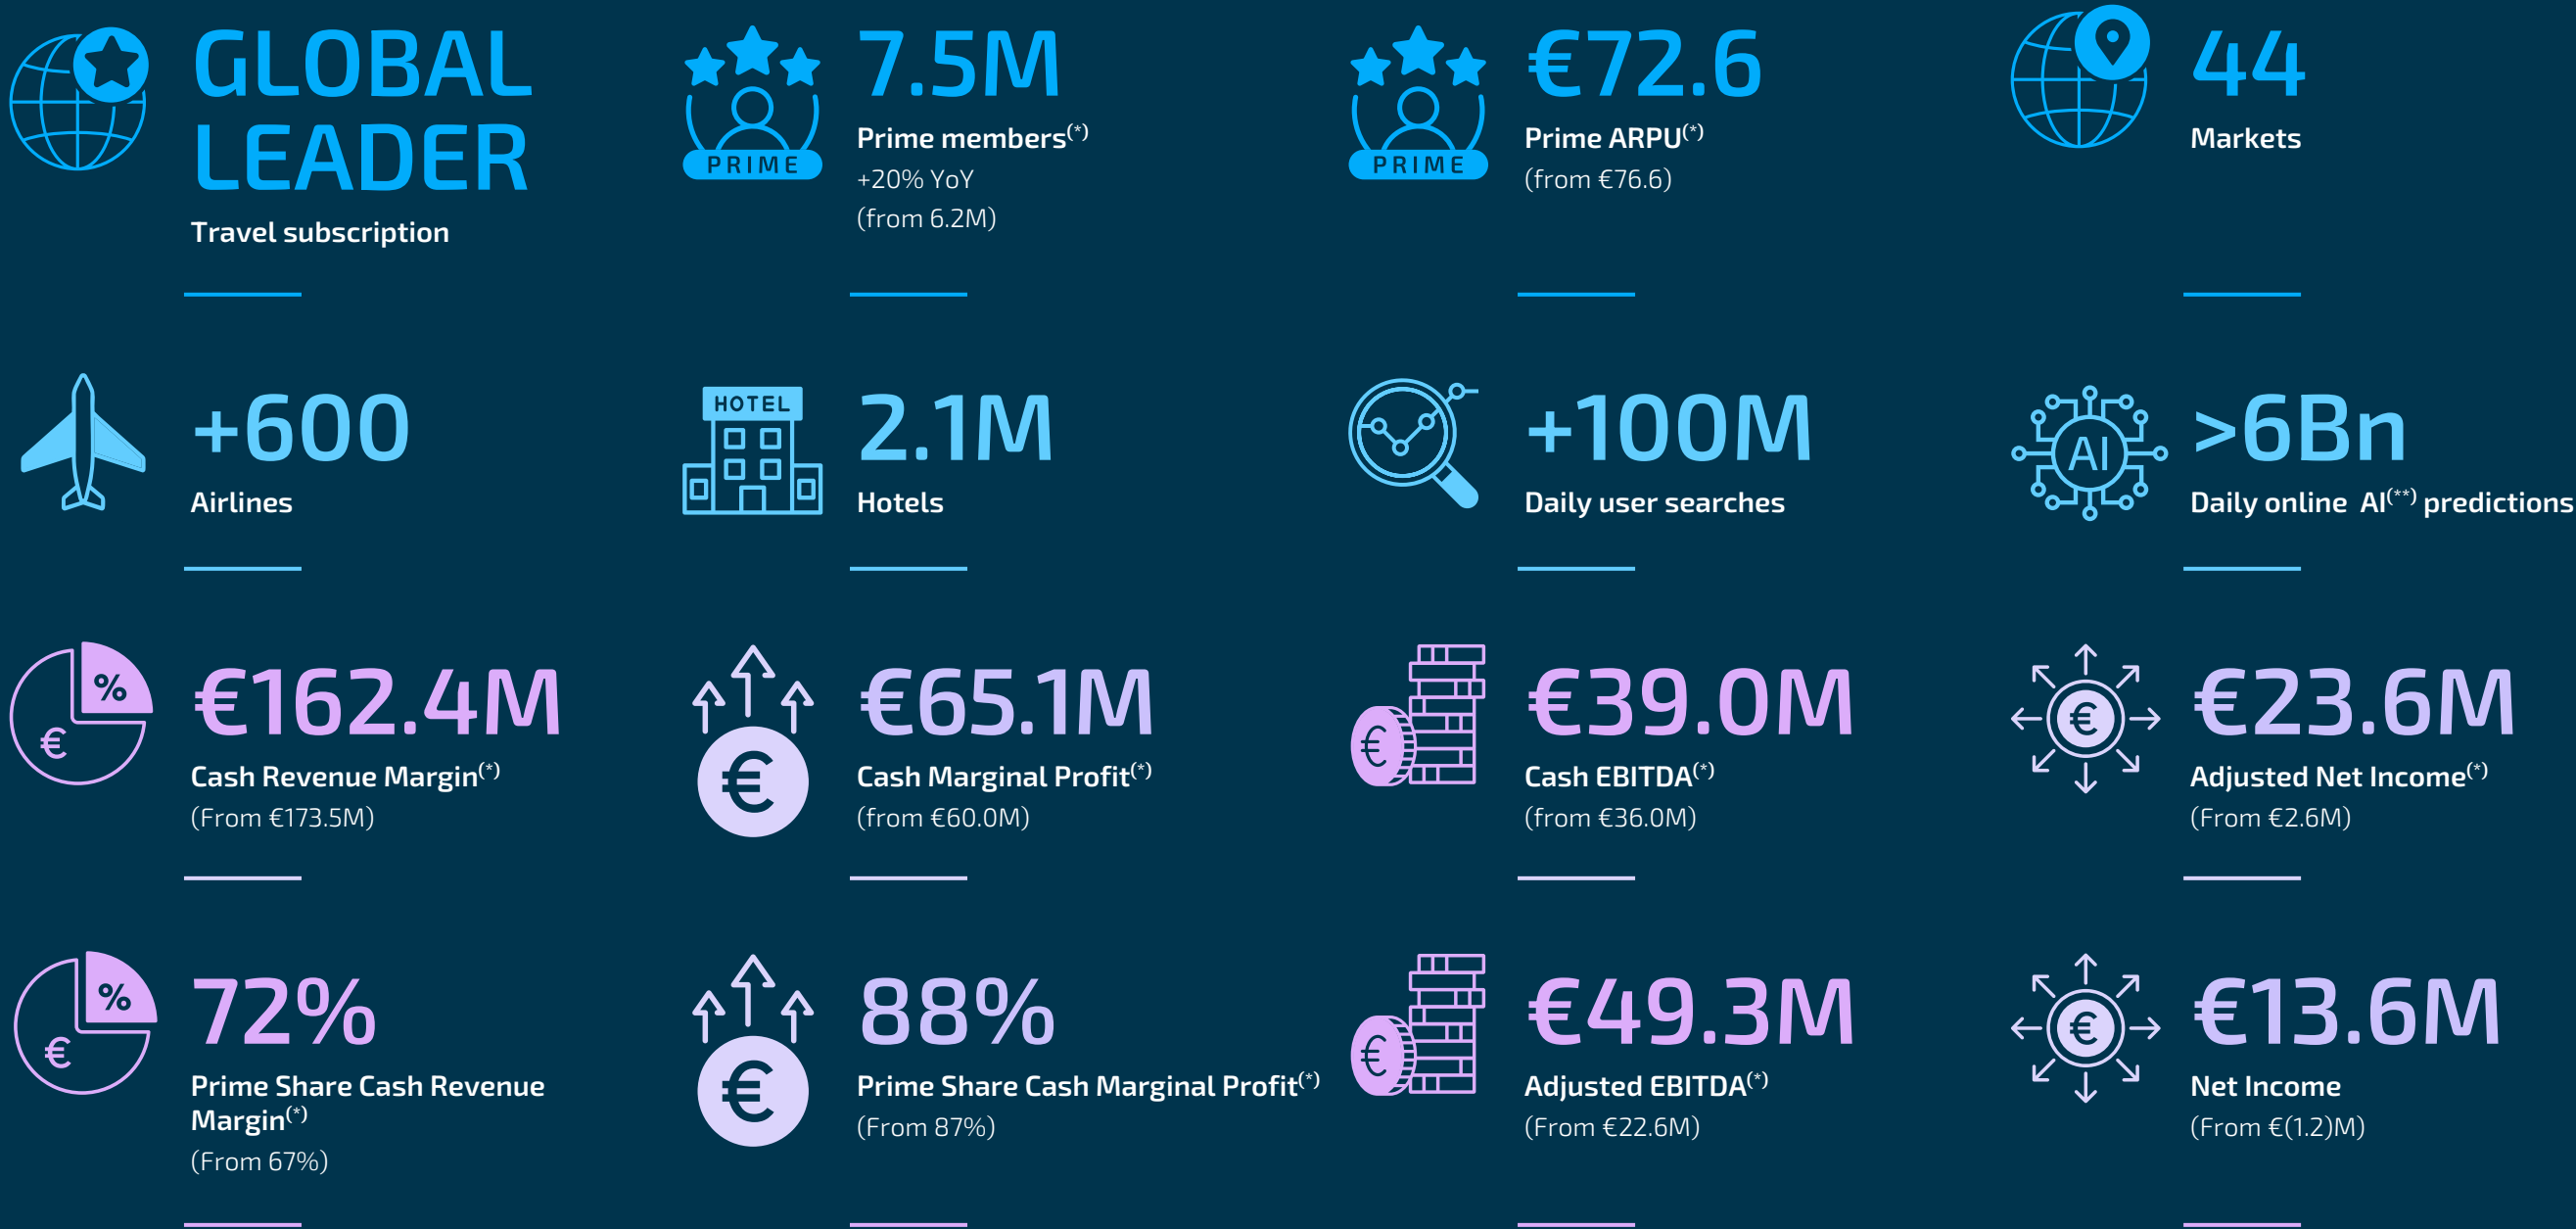 GLOBAL
LEADER
Travel subscription
PRIME
7.5M
Prime members(*)
+20% YoY
(from 6.2M)
PRIME
€72.6
Prime ARPU(*)
(from €76.6)
44
Markets
+600
Airlines
HOTEL
2.1M
Hotels
+100M
Daily user searches
AI
>6Bn
Daily online AI(**) predictions
%
€
€162.4M
Cash Revenue Margin(*)
(From €173.5M)
€
€65.1M
Cash Marginal Profit(*)
(from €60.0M)
€
€39.0M
Cash EBITDA(*)
(from €36.0M)
€
€23.6M
Adjusted Net Income(*)
(From €2.6M)
%
€
72%
Prime Share Cash Revenue
Margin(*)
(From 67%)
€
88%
Prime Share Cash Marginal Profit(*)
(From 87%)
€
€49.3M
Adjusted EBITDA(*)
(From €22.6M)
€
€13.6M
Net Income
(From €(1.2)M)